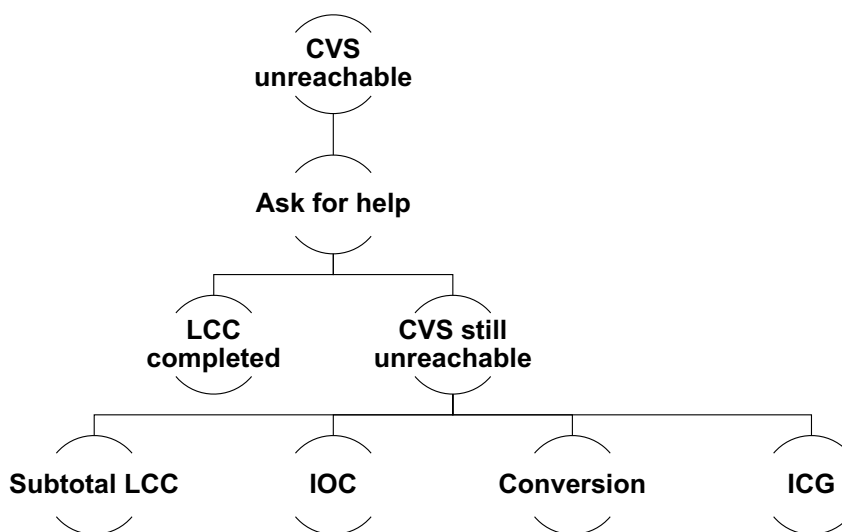 CVS
unreachable
Ask for help
LCC
completed
CVS still
unreachable
Subtotal LCC
IOC
Conversion
ICG